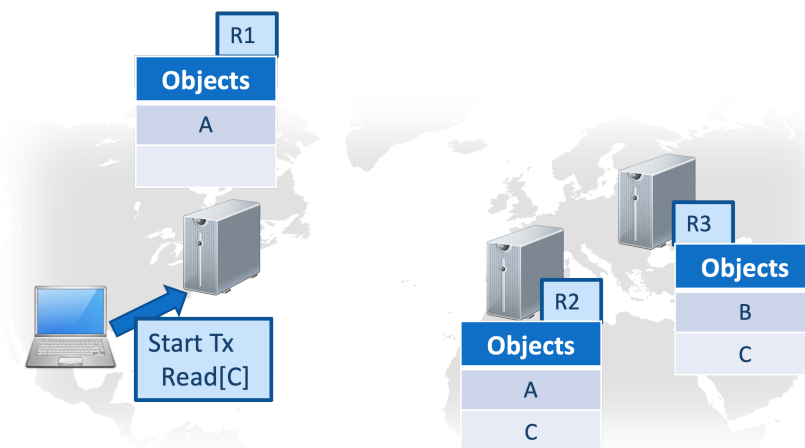 R1
Objects
A
Start Tx
Read[C]
R2
Objects
A
C
R3
Objects
B
C